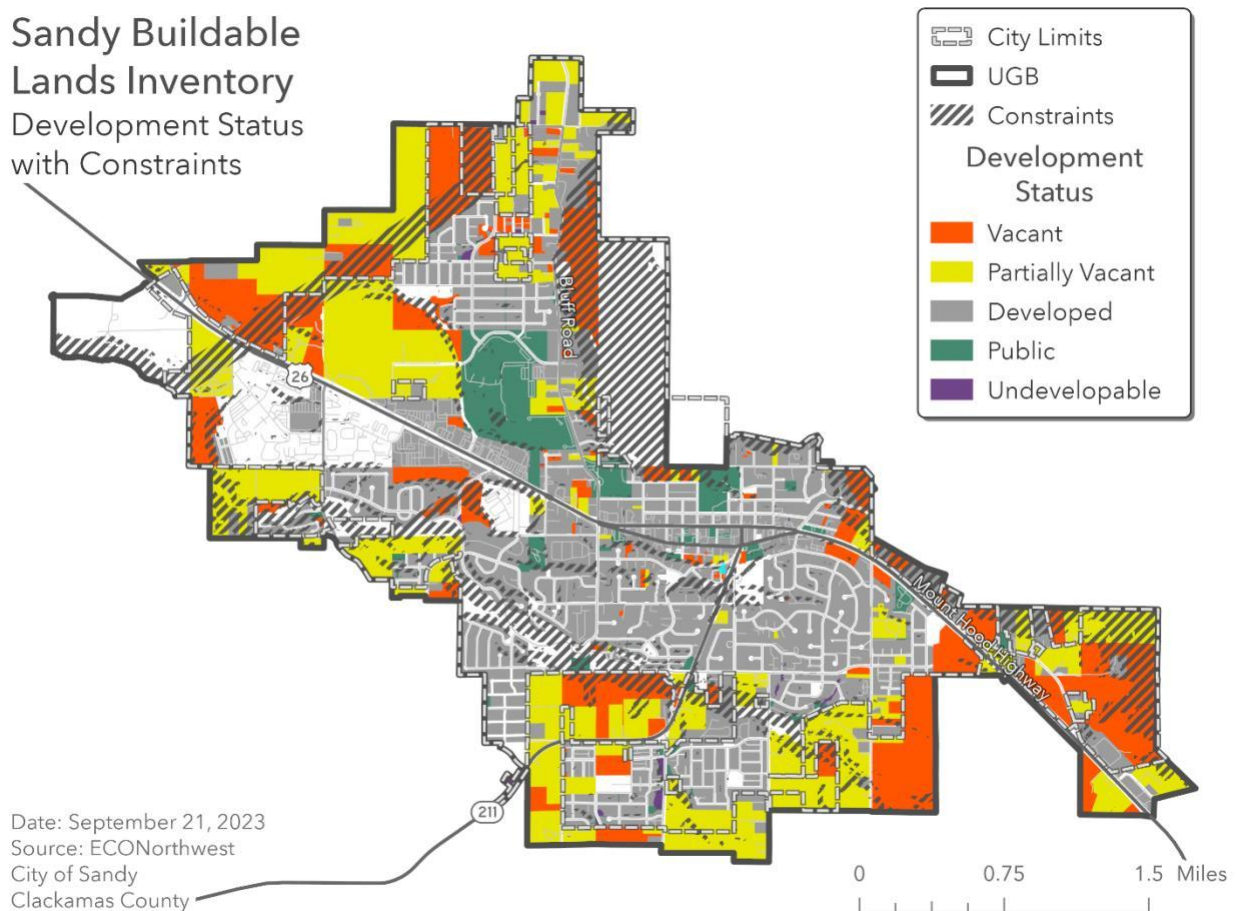 Sandy Buildable
Lands Inventory
Development Status
with Constraints
City Limits
UGB
Constraints
Development
Status
Vacant
Partially Vacant
Developed
Public
Undevelopable
Bluff Road
26
Mount Hood Highway
211
Date: September 21, 2023
Source: ECONorthwest
City of Sandy
Clackamas County
0 0.75 1.5 Miles